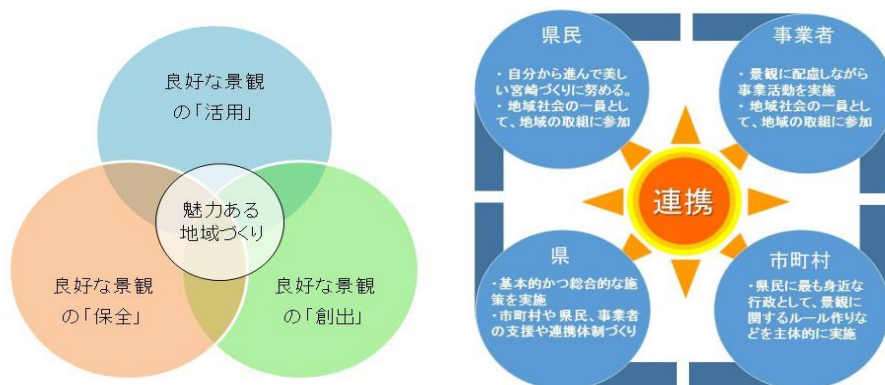 良好な景観
の「活用」
魅力ある
地域づくり
良好な景観
の「保全」
良好な景観
の「創出」
県民
・自分から進んで美し
い宮崎づくりに努める。
・地域社会の一員とし
て、地域の取組に参加
事業者
・景観に配慮しながら
事業活動を実施
・地域社会の一員とし
て、地域の取組に参加
連携
県
・基本的かつ総合的な施
策を実施
・市町村や県民、事業者
の支援や連携体制づくり
市町村
・県民に最も身近な
行政として、景観に
関するルール作りな
どを主体的に実施